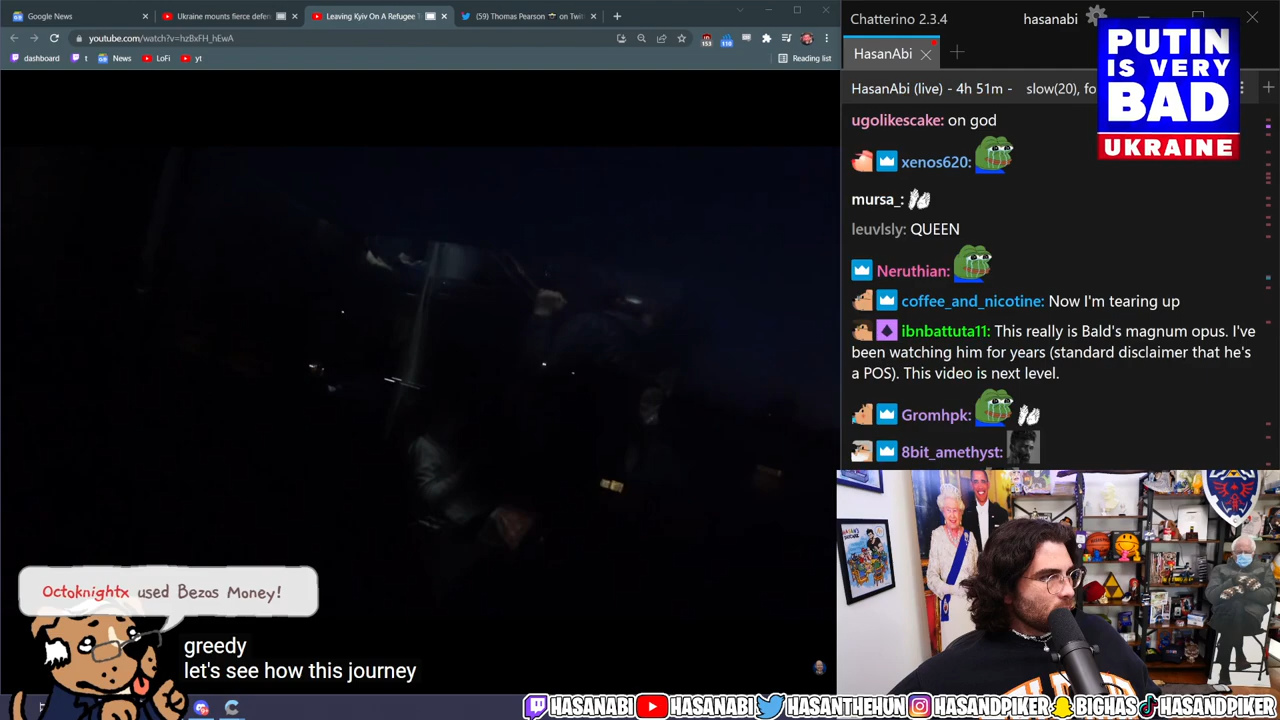 Google News
Ukraine mounts fierce defen
Leaving Kyiv On A Refugee T
(59) Thomas Pearson
on Twit
youtube.com/watch?v=hzBxFH_hEwA
153
110
dashboard
t
News
LoFi
yt
Reading list
Chatterino 2.3.4
hasanabi
HasanAbi
HasanAbi (live) - 4h 51m -
slow(20), fo
PUTIN
IS VERY
BAD
UKRAINE
ugolikescake: on god
xenos620:
mursa_:
leuvlsly: QUEEN
Neruthian:
coffee_and_nicotine: Now I'm tearing up
ibnbattuta11: This really is Bald's magnum opus. I've
been watching him for years (standard disclaimer that he's
a POS). This video is next level.
Gromhpk:
8bit_amethyst:
Octoknightx used Bezos Money!
greedy
let's see how this journey
HASANABI
HASANABI
HASANTHEHUN
HASANDPIKER
BIGHAS
HASANDPIKER